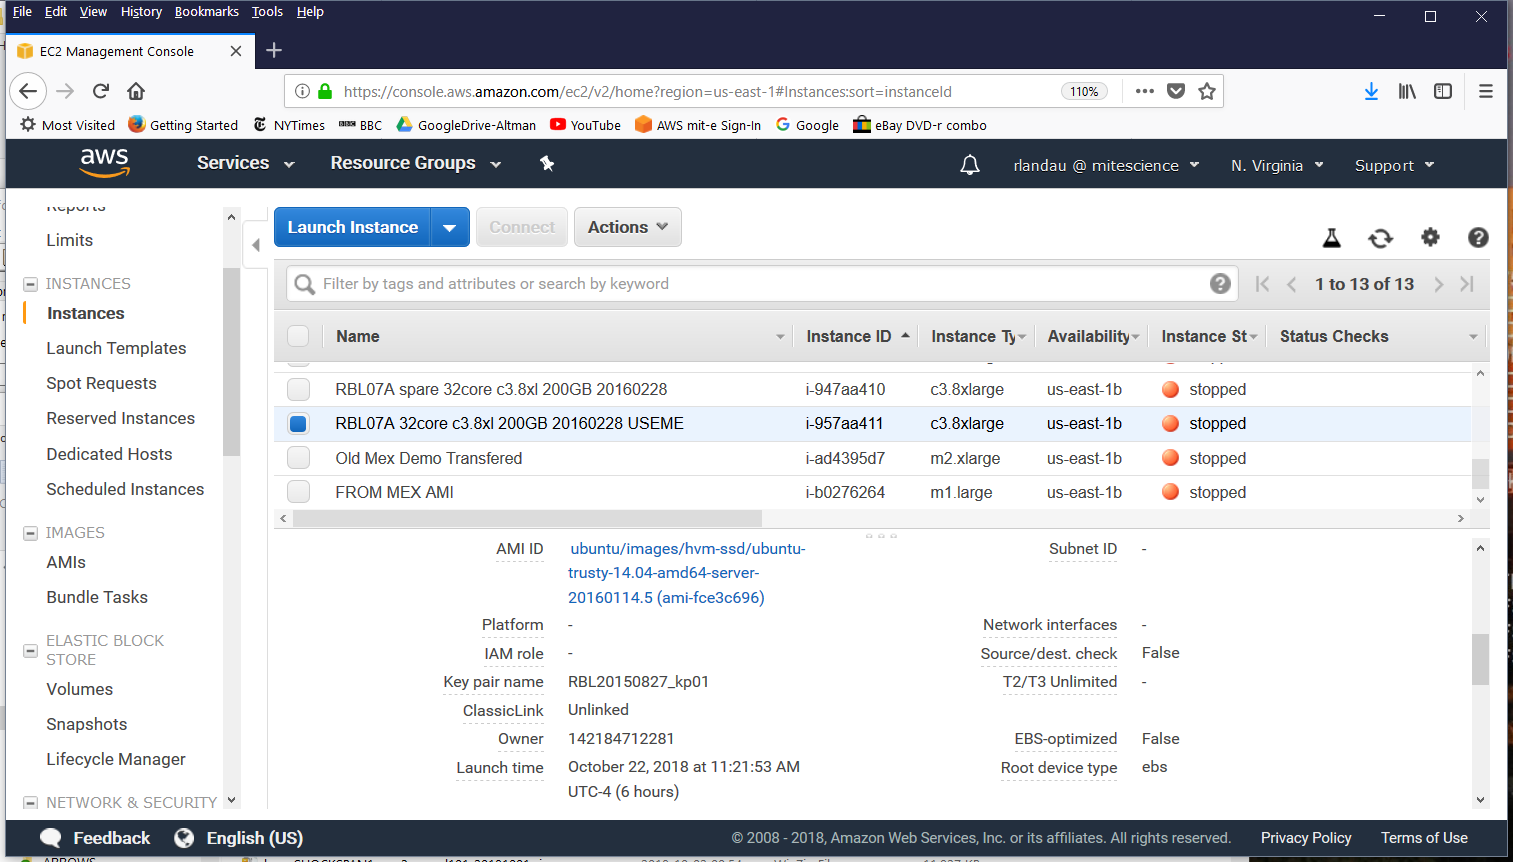 File Edit View History Bookmarks Tools Help
EC2 Management Console
https://console.aws.amazon.com/ec2/v2/home?region=us-east-1#Instances:sort=instanceId 110%
Most Visited Getting Started NYTimes BBC GoogleDrive-Altman YouTube AWS mit-e Sign-In Google eBay DVD-r combo
aws Services Resource Groups rlandau @ mitescience N. Virginia Support
Reports
Limits
INSTANCES
Instances
Launch Templates
Spot Requests
Reserved Instances
Dedicated Hosts
Scheduled Instances
IMAGES
AMIs
Bundle Tasks
ELASTIC BLOCK
STORE
Volumes
Snapshots
Lifecycle Manager
NETWORK & SECURITY
Launch Instance Connect Actions
Filter by tags and attributes or search by keyword 1 to 13 of 13
Name Instance ID Instance Ty Availability Instance St Status Checks
RBL07A spare 32core c3.8xl 200GB 20160228 i-947aa410 c3.8xlarge us-east-1b stopped
RBL07A 32core c3.8xl 200GB 20160228 USEME i-957aa411 c3.8xlarge us-east-1b stopped
Old Mex Demo Transfered i-ad4395d7 m2.xlarge us-east-1b stopped
FROM MEX AMI i-b0276264 m1.large us-east-1b stopped
AMI ID ubuntu/images/hvm-ssd/ubuntu- Subnet ID -
trusty-14.04-amd64-server-
20160114.5 (ami-fce3c696)
Platform - Network interfaces -
IAM role - Source/dest. check False
Key pair name RBL20150827_kp01 T2/T3 Unlimited -
ClassicLink Unlinked
Owner 142184712281 EBS-optimized False
Launch time October 22, 2018 at 11:21:53 AM Root device type ebs
UTC-4 (6 hours)
Feedback English (US) © 2008 - 2018, Amazon Web Services, Inc. or its affiliates. All rights reserved. Privacy Policy Terms of Use